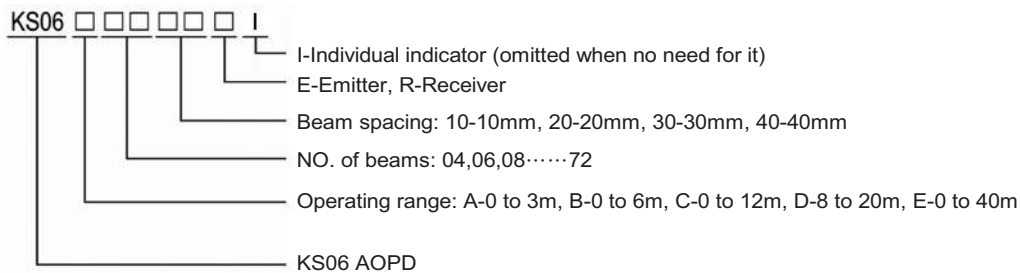 KS06 □ □□ □□ □ I
I-Individual indicator (omitted when no need for it)
E-Emitter, R-Receiver
Beam spacing: 10-10mm, 20-20mm, 30-30mm, 40-40mm
NO. of beams: 04,06,08······72
Operating range: A-0 to 3m, B-0 to 6m, C-0 to 12m, D-8 to 20m, E-0 to 40m
KS06 AOPD